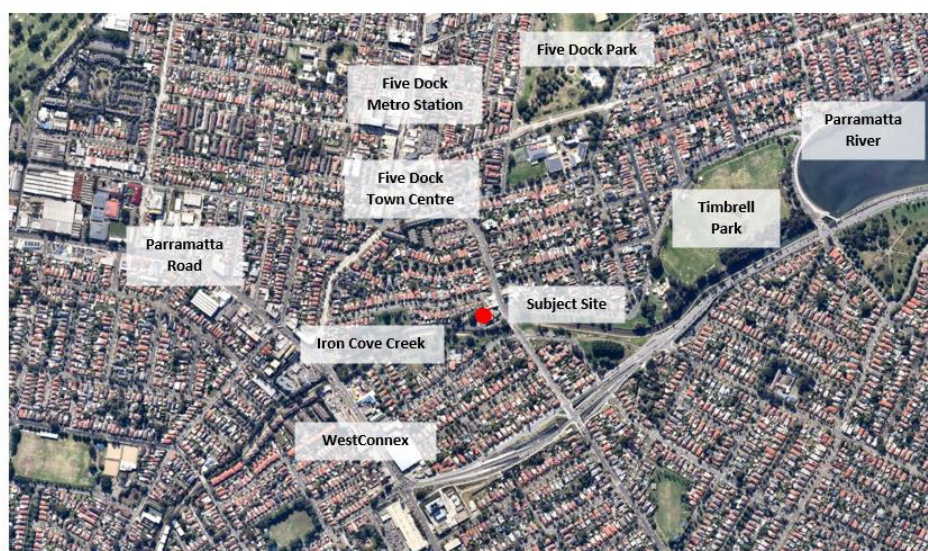 Five Dock Park
Five Dock
Metro Station
Parramatta
River
Five Dock
Town Centre
Timbrell
Park
Parramatta
Road
Subject Site
Iron Cove Creek
WestConnex